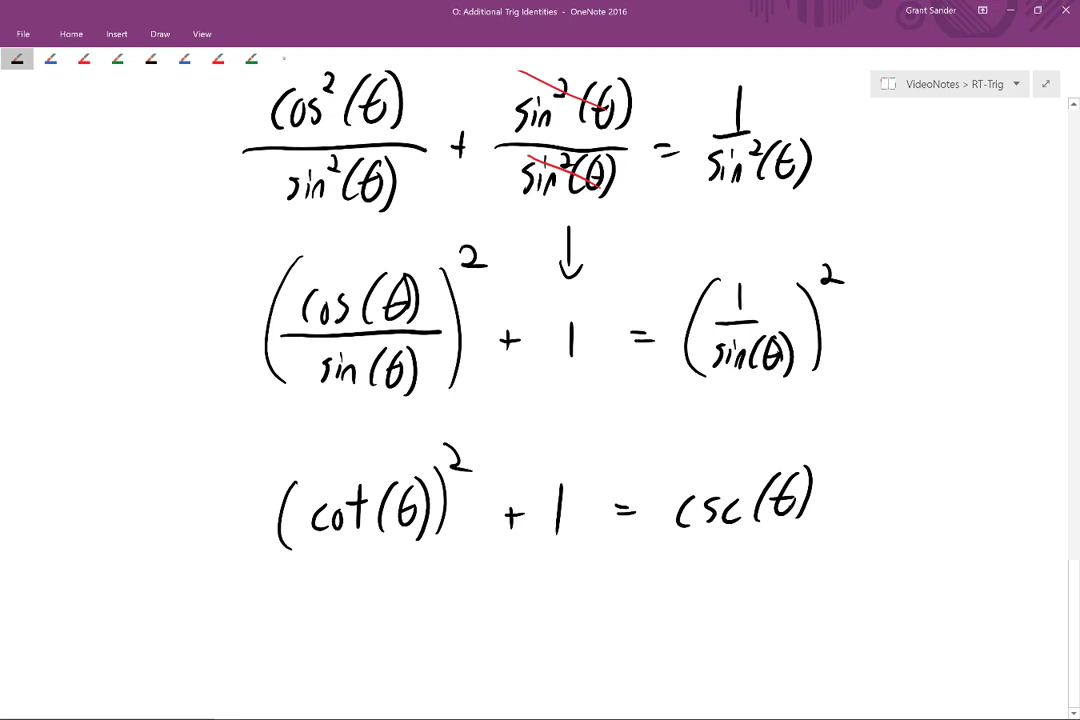 O: Additional Trig Identities - OneNote 2016
Grant Sander
File Home Insert Draw View
VideoNotes > RT-Trig
cos²(θ)/sin²(θ) + sin²(θ)/sin²(θ) = 1/sin²(θ)
↓
(cos(θ)/sin(θ))² + 1 = (1/sin(θ))²
(cot(θ))² + 1 = csc(θ)